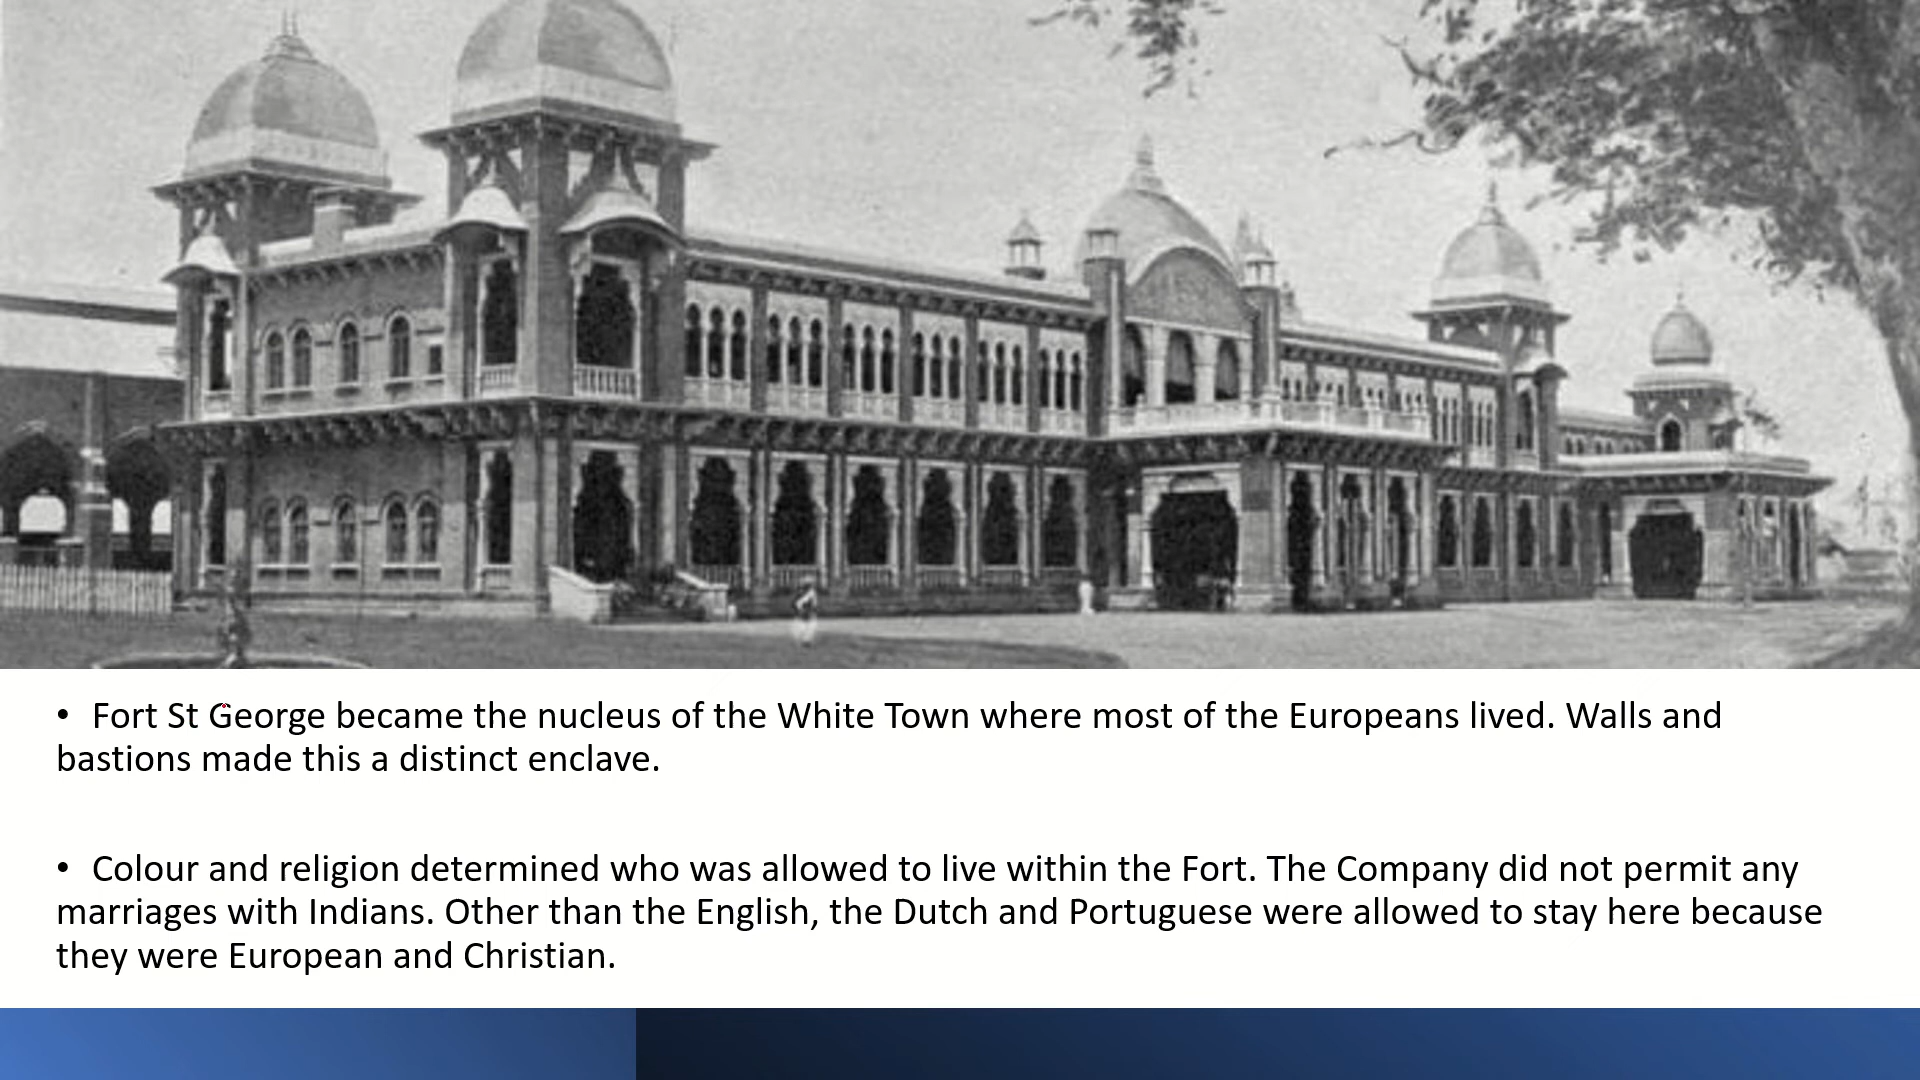 • Fort St George became the nucleus of the White Town where most of the Europeans lived. Walls and
bastions made this a distinct enclave.
• Colour and religion determined who was allowed to live within the Fort. The Company did not permit any
marriages with Indians. Other than the English, the Dutch and Portuguese were allowed to stay here because
they were European and Christian.